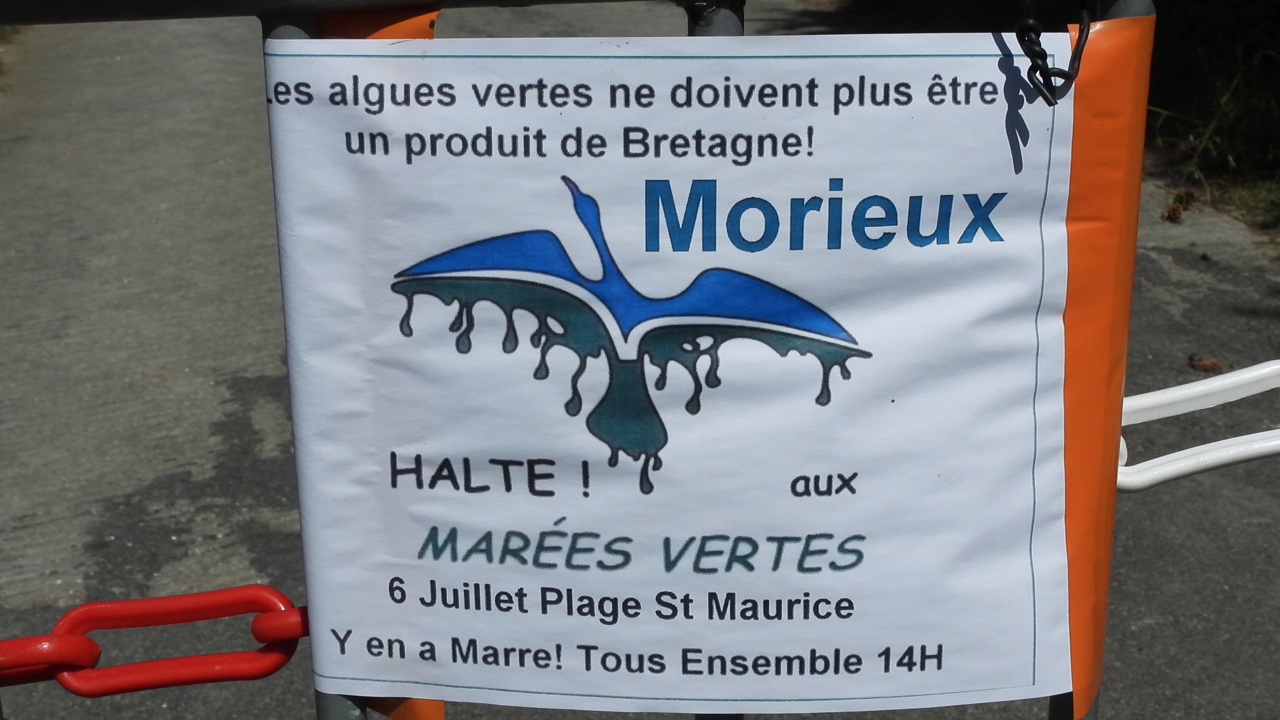 Les algues vertes ne doivent plus être
un produit de Bretagne!
Morieux
HALTE ! aux
MARÉES VERTES
6 Juillet Plage St Maurice
Y en a Marre! Tous Ensemble 14H